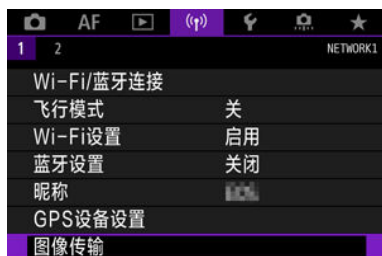 AF
1 2 NETWORK1
Wi-Fi/蓝牙连接
飞行模式 关
Wi-Fi设置 启用
蓝牙设置 关闭
昵称
GPS设备设置
图像传输